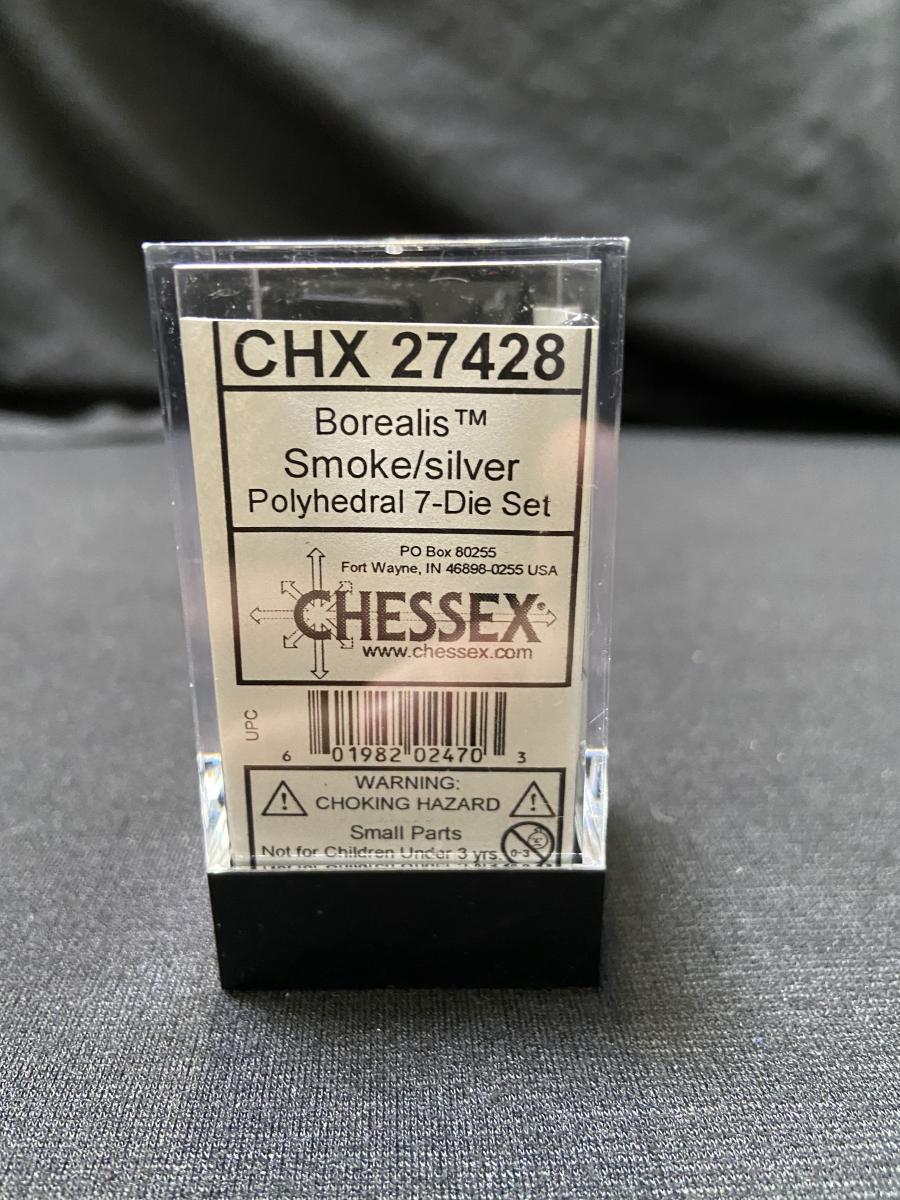 CHX 27428
Borealis™
Smoke/silver
Polyhedral 7-Die Set
PO Box 80255
Fort Wayne, IN 46898-0255 USA
CHESSEX®
www.chessex.com
UPC
6 01982 02470 3
WARNING:
CHOKING HAZARD
Small Parts
Not for Children Under 3 yrs.
0-3